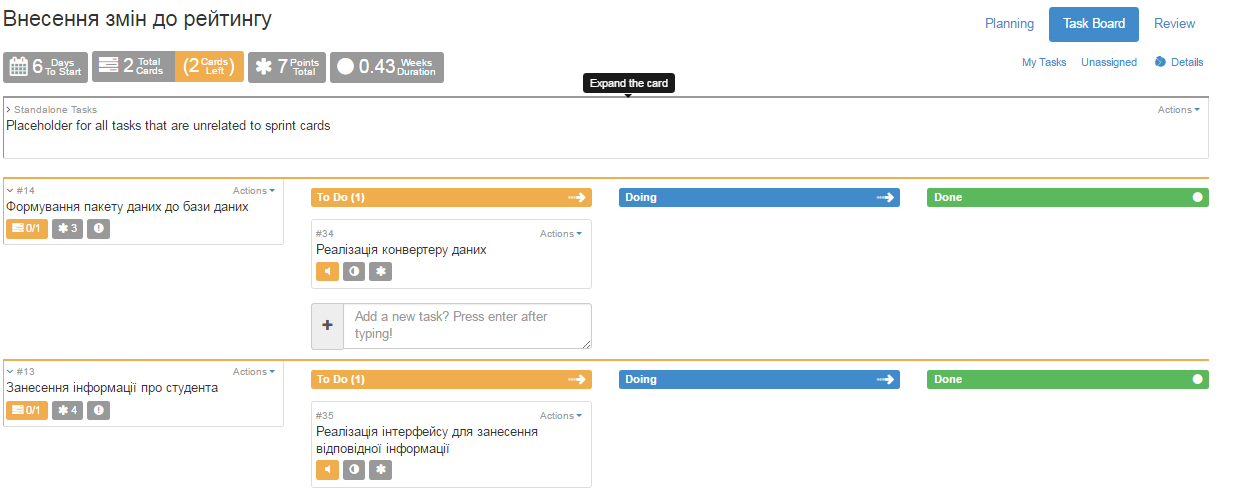 Внесення змін до рейтингу
Planning Task Board Review
6 Days To Start 2 Total Cards (2 Cards Left) 7 Points Total 0.43 Weeks Duration
My Tasks Unassigned Details
Expand the card
Standalone Tasks Actions
Placeholder for all tasks that are unrelated to sprint cards
#14 Actions
Формування пакету даних до бази даних
0/1 3
To Do (1) Doing Done
#34 Actions
Реалізація конвертеру даних
Add a new task? Press enter after
typing!
#13 Actions
Занесення інформації про студента
0/1 4
To Do (1) Doing Done
#35 Actions
Реалізація інтерфейсу для занесення
відповідної інформації